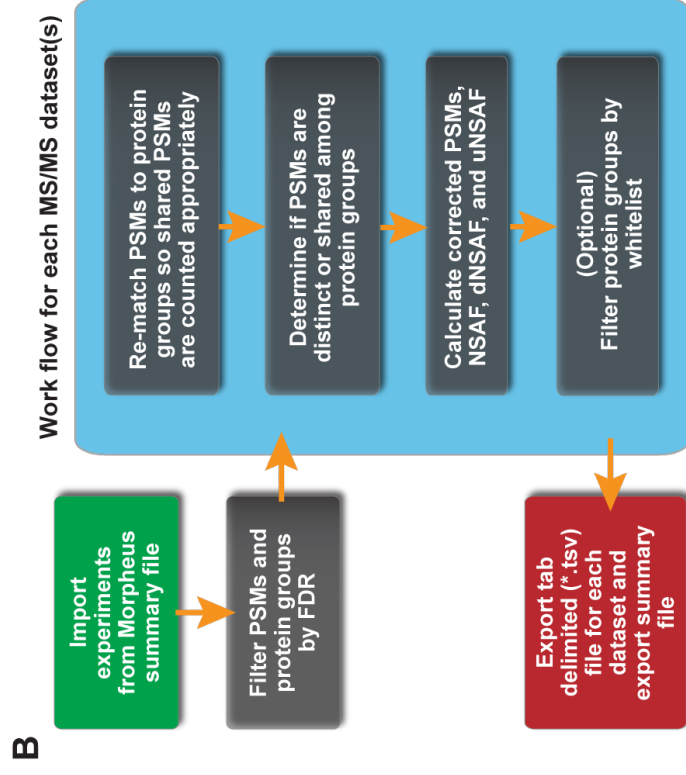 B
Import
experiments
from Morpheus
summary file
Filter PSMs and
protein groups
by FDR
Work flow for each MS/MS dataset(s)
Re-match PSMs to protein
groups so shared PSMs
are counted appropriately
Determine if PSMs are
distinct or shared among
protein groups
Calculate corrected PSMs,
NSAF, dNSAF, and uNSAF
(Optional)
Filter protein groups by
whitelist
Export tab
delimited (*.tsv)
file for each
dataset and
export summary
file